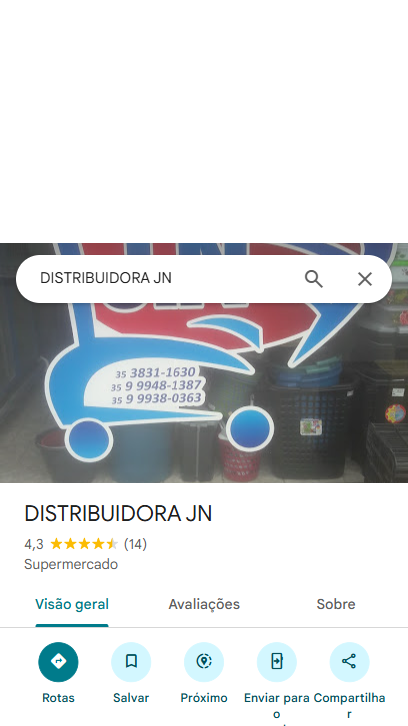 DISTRIBUIDORA JN
35 3831-1630
35 9 9948-1387
35 9 9938-0363
DISTRIBUIDORA JN
4,3 (14)
Supermercado
Visão geral
Avaliações
Sobre
Rotas
Salvar
Próximo
Enviar para
o
Compartilha
r